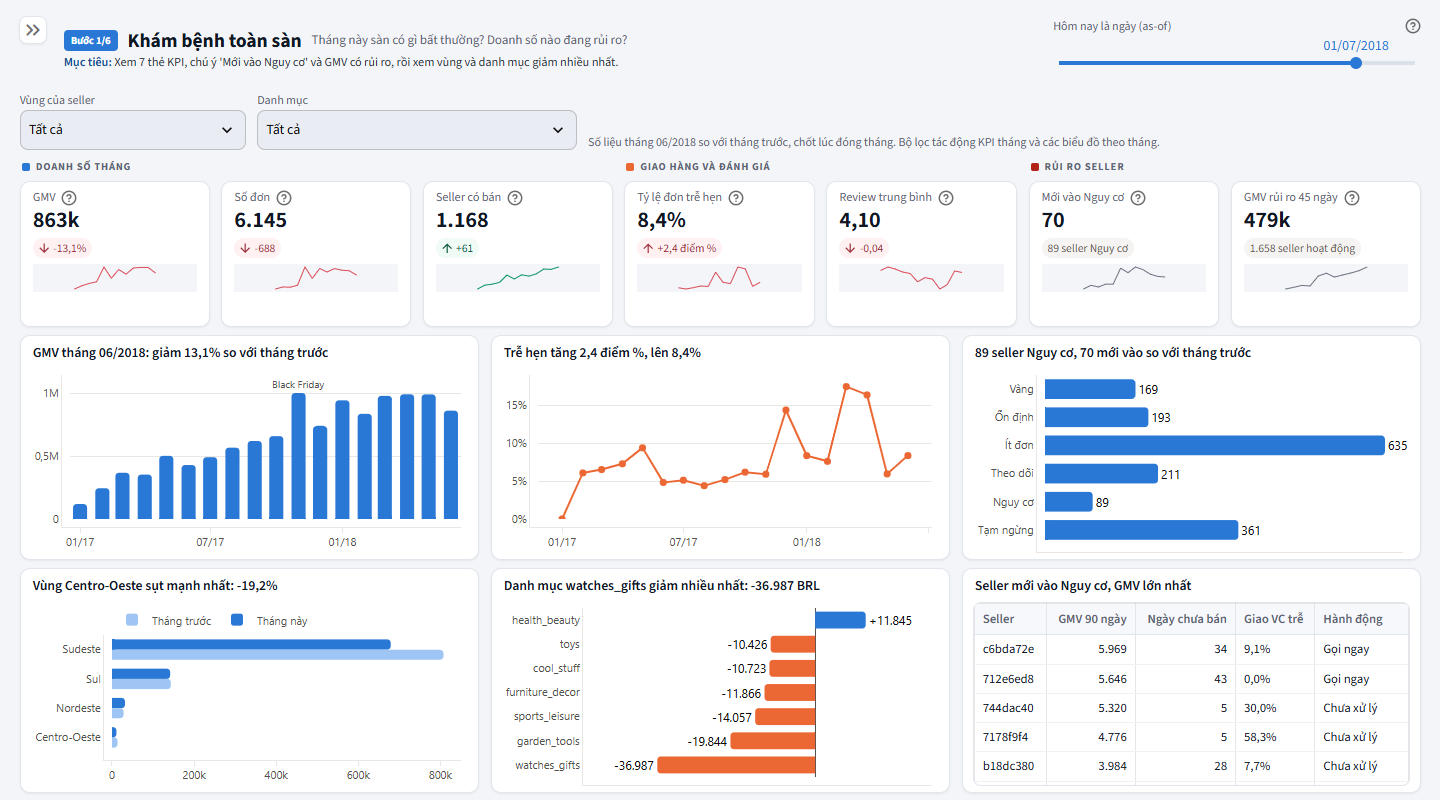 Bước 1/6 Khám bệnh toàn sàn Tháng này sàn có gì bất thường? Doanh số nào đang rủi ro?
Mục tiêu: Xem 7 thẻ KPI, chú ý 'Mới vào Nguy cơ' và GMV có rủi ro, rồi xem vùng và danh mục giảm nhiều nhất.
Hôm nay là ngày (as-of)
01/07/2018
Vùng của seller
Tất cả
Danh mục
Tất cả
Số liệu tháng 06/2018 so với tháng trước, chốt lúc đóng tháng. Bộ lọc tác động KPI tháng và các biểu đồ theo tháng.
DOANH SỐ THÁNG
GIAO HÀNG VÀ ĐÁNH GIÁ
RỦI RO SELLER
GMV
863k
-13,1%
Số đơn
6.145
-688
Seller có bán
1.168
+61
Tỷ lệ đơn trễ hẹn
8,4%
+2,4 điểm %
Review trung bình
4,10
-0,04
Mới vào Nguy cơ
70
89 seller Nguy cơ
GMV rủi ro 45 ngày
479k
1.658 seller hoạt động
GMV tháng 06/2018: giảm 13,1% so với tháng trước
Black Friday
1M
0,5M
0
01/17 07/17 01/18
Trễ hẹn tăng 2,4 điểm %, lên 8,4%
15%
10%
5%
0%
01/17 07/17 01/18
89 seller Nguy cơ, 70 mới vào so với tháng trước
Vàng 169
Ổn định 193
Ít đơn 635
Theo dõi 211
Nguy cơ 89
Tạm ngừng 361
Vùng Centro-Oeste sụt mạnh nhất: -19,2%
Tháng trước Tháng này
Sudeste
Sul
Nordeste
Centro-Oeste
0 200k 400k 600k 800k
Danh mục watches_gifts giảm nhiều nhất: -36.987 BRL
health_beauty +11.845
toys -10.426
cool_stuff -10.723
furniture_decor -11.866
sports_leisure -14.057
garden_tools -19.844
watches_gifts -36.987
Seller mới vào Nguy cơ, GMV lớn nhất
Seller GMV 90 ngày Ngày chưa bán Giao VC trễ Hành động
c6bda72e 5.969 34 9,1% Gọi ngay
712e6ed8 5.646 43 0,0% Gọi ngay
744dac40 5.320 5 30,0% Chưa xử lý
7178f9f4 4.776 5 58,3% Chưa xử lý
b18dc380 3.984 28 7,7% Chưa xử lý